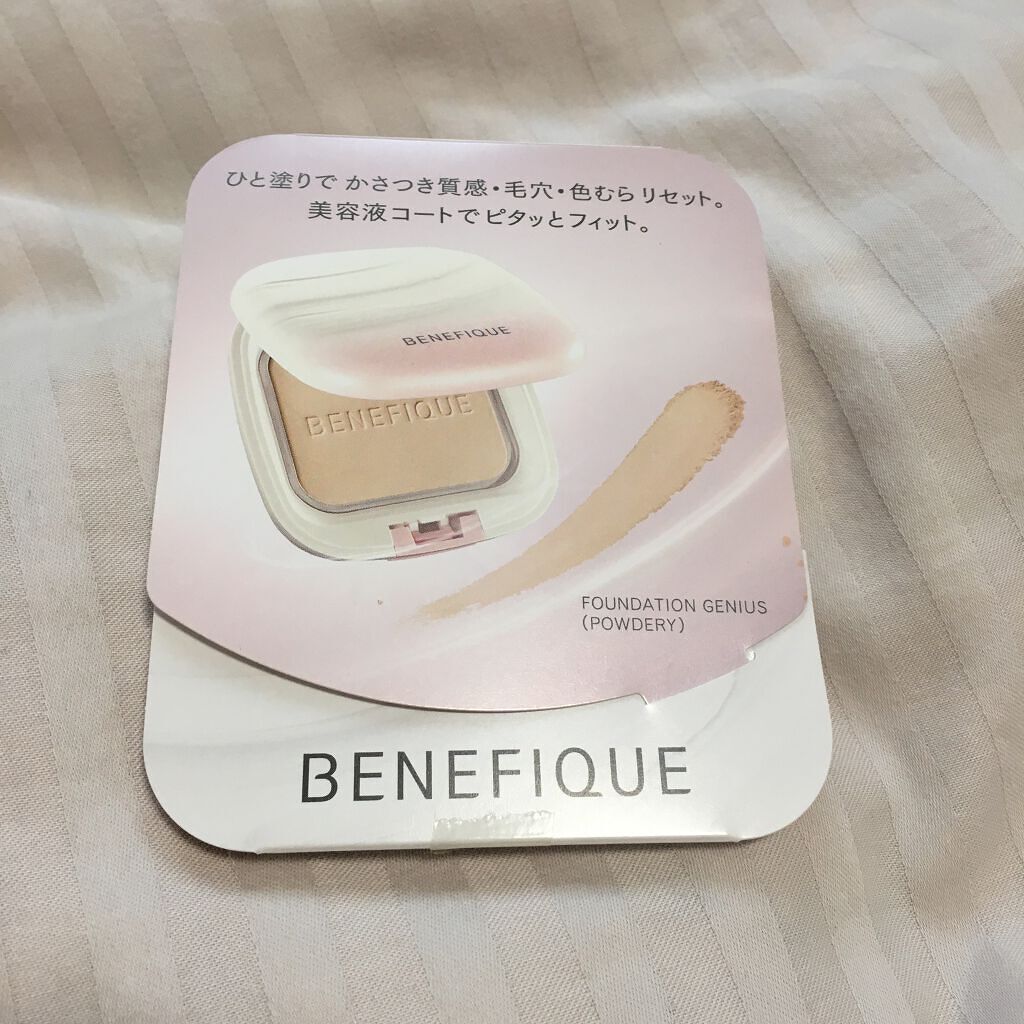 ひと塗りで かさつき質感・毛穴・色むら リセット。
美容液コートでピタッとフィット。
BENEFIQUE
BENEFIQUE
FOUNDATION GENIUS
(POWDERY)
BENEFIQUE